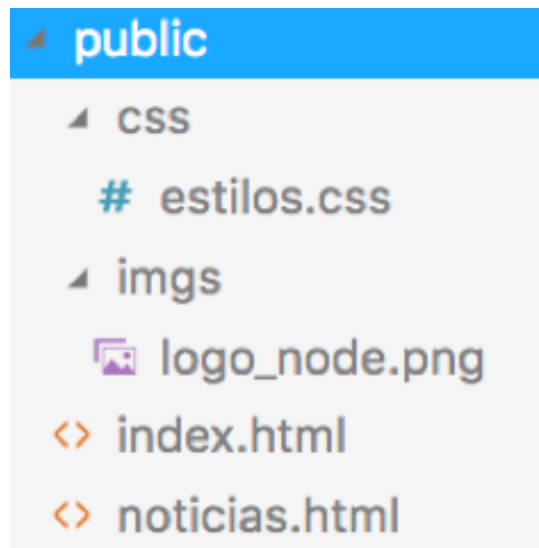 public
css
estilos.css
imgs
logo_node.png
index.html
noticias.html